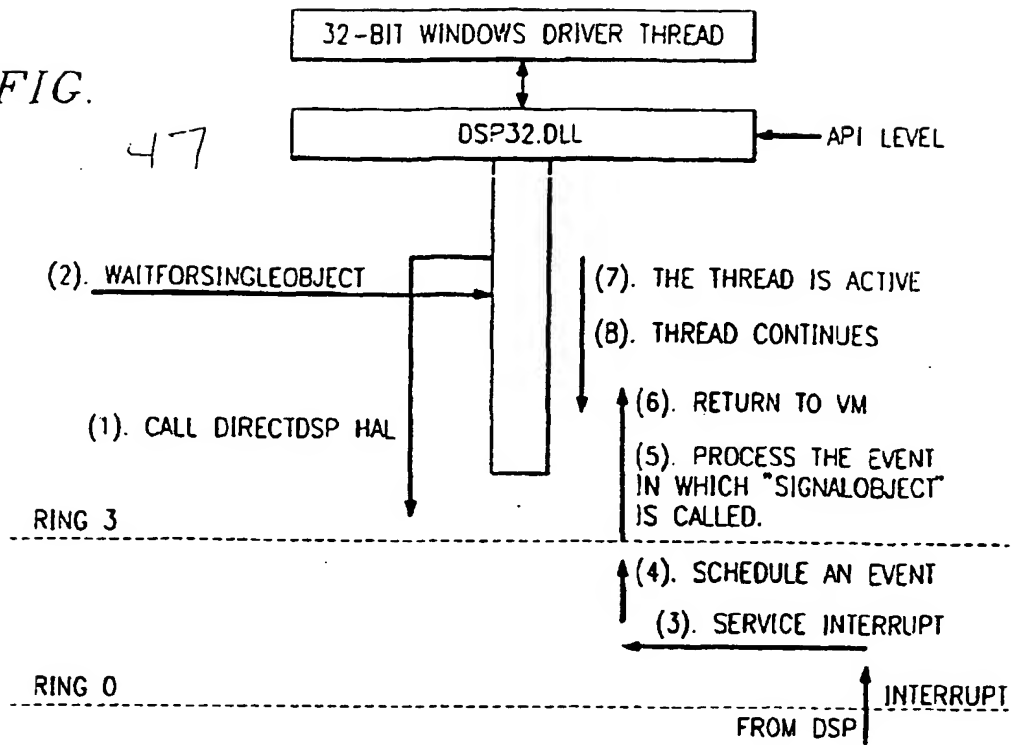 32-BIT WINDOWS DRIVER THREAD
FIG.
47
DSP32.DLL
API LEVEL
(2). WAITFORSINGLEOBJECT
(7). THE THREAD IS ACTIVE
(8). THREAD CONTINUES
(1). CALL DIRECTDSP HAL
(6). RETURN TO VM
(5). PROCESS THE EVENT
IN WHICH "SIGNALOBJECT"
IS CALLED.
RING 3
(4). SCHEDULE AN EVENT
(3). SERVICE INTERRUPT
RING 0
INTERRUPT
FROM DSP